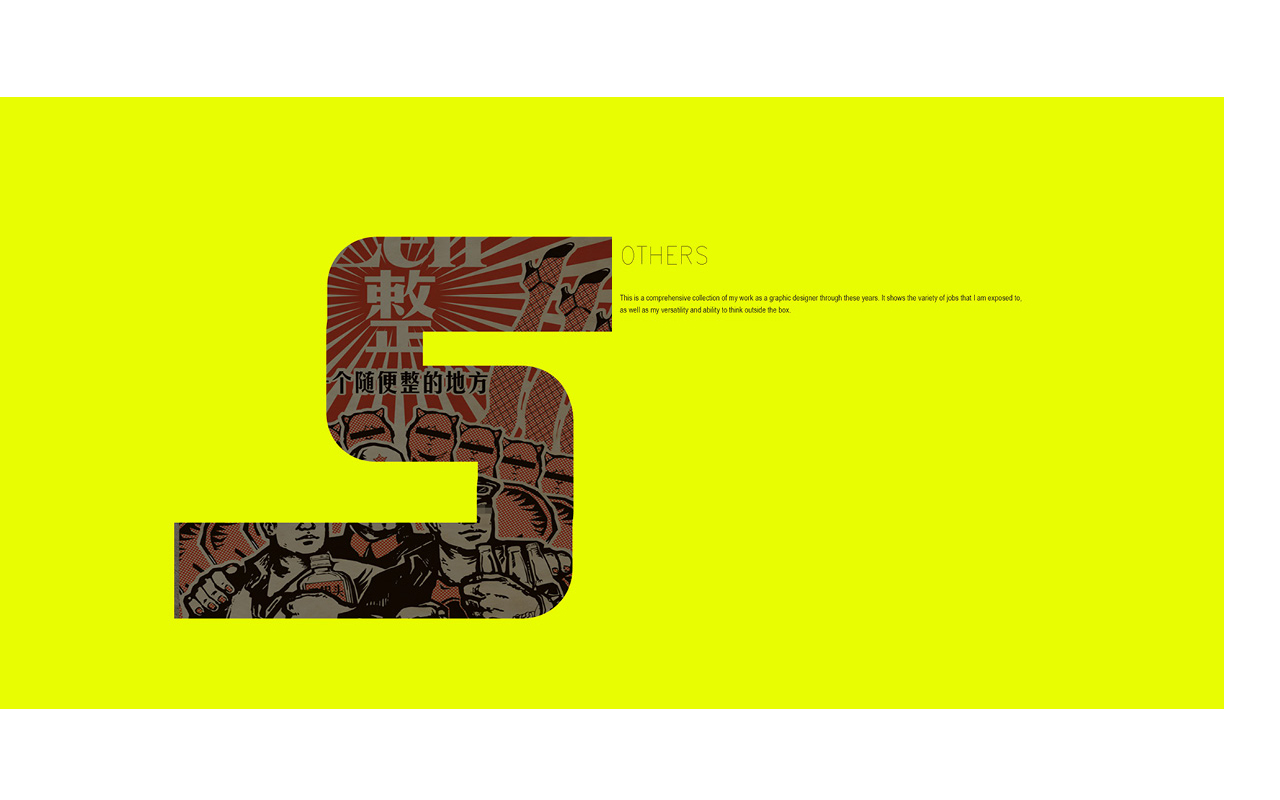 OTHERS
This is a comprehensive collection of my work as a graphic designer through these years. It shows the variety of jobs that I am exposed to,
as well as my versatility and ability to think outside the box.
整
个随便整的地方